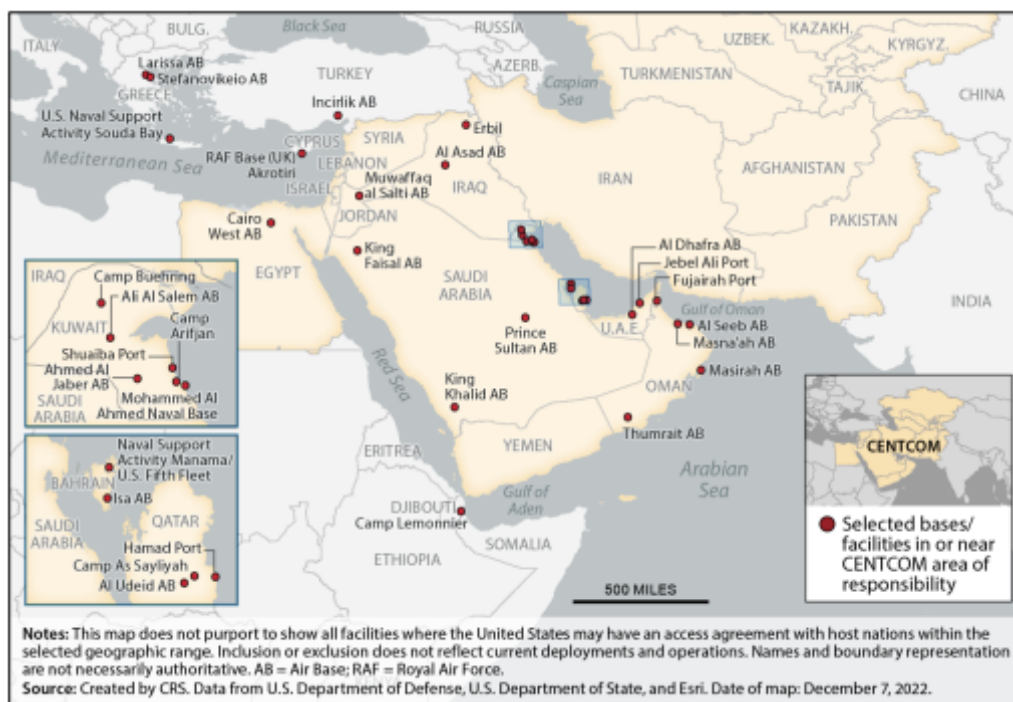 Black Sea
ITALY
BULG.
RUSSIA
KAZAKH.
UZBEK.
KYRGYZ.
Larissa AB
Stefanovikeio AB
GREECE
TURKEY
AZERB.
Caspian
Sea
TURKMENISTAN
TAJIK.
CHINA
U.S. Naval Support
Activity Souda Bay
Incirlik AB
Mediterranean Sea
CYPRUS
RAF Base (UK)
Akrotiri
SYRIA
LEBANON
ISRAEL
Erbil
Al Asad AB
IRAQ
Muwaffaq
al Salti AB
JORDAN
IRAN
AFGHANISTAN
PAKISTAN
INDIA
Cairo
West AB
EGYPT
King
Faisal AB
SAUDI
ARABIA
Al Dhafra AB
Jebel Ali Port
Fujairah Port
Gulf of Oman
U.A.E.
Al Seeb AB
Masna'ah AB
Prince
Sultan AB
Masirah AB
OMAN
Red Sea
King
Khalid AB
Thumrait AB
YEMEN
ERITREA
Arabian
Sea
Gulf of
Aden
DJIBOUTI
Camp Lemonnier
ETHIOPIA
SOMALIA
IRAQ
Camp Buehring
Ali Al Salem AB
KUWAIT
Camp
Arifjan
Shuaiba Port
Ahmed Al
Jaber AB
SAUDI
ARABIA
Mohammed Al
Ahmed Naval Base
Naval Support
Activity Manama/
U.S. Fifth Fleet
BAHRAIN
Isa AB
SAUDI
ARABIA
QATAR
Hamad Port
Camp As Sayliyah
Al Udeid AB
CENTCOM
Selected bases/
facilities in or near
CENTCOM area of
responsibility
500 MILES
Notes: This map does not purport to show all facilities where the United States may have an access agreement with host nations within the
selected geographic range. Inclusion or exclusion does not reflect current deployments and operations. Names and boundary representation
are not necessarily authoritative. AB = Air Base; RAF = Royal Air Force.
Source: Created by CRS. Data from U.S. Department of Defense, U.S. Department of State, and Esri. Date of map: December 7, 2022.